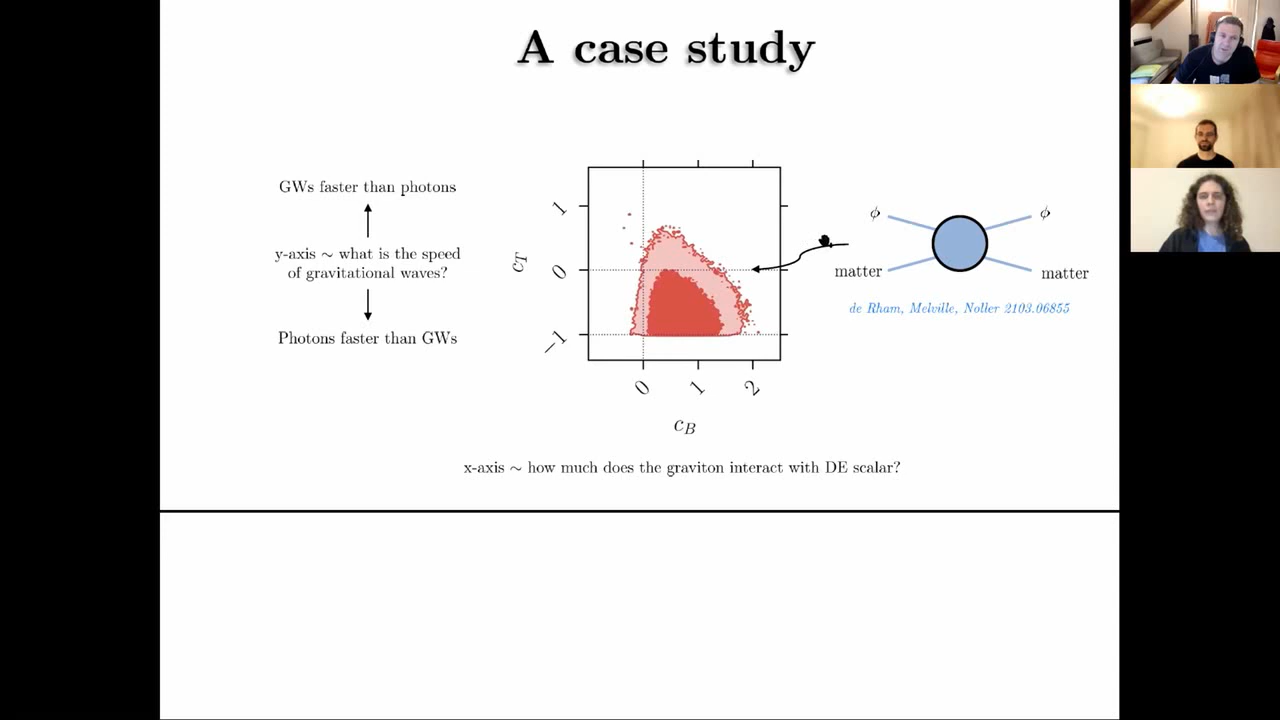 A case study
GWs faster than photons
y-axis ~ what is the speed
of gravitational waves?
Photons faster than GWs
c_T
1
0
−1
0
1
2
c_B
ϕ
ϕ
matter
matter
de Rham, Melville, Noller 2103.06855
x-axis ~ how much does the graviton interact with DE scalar?